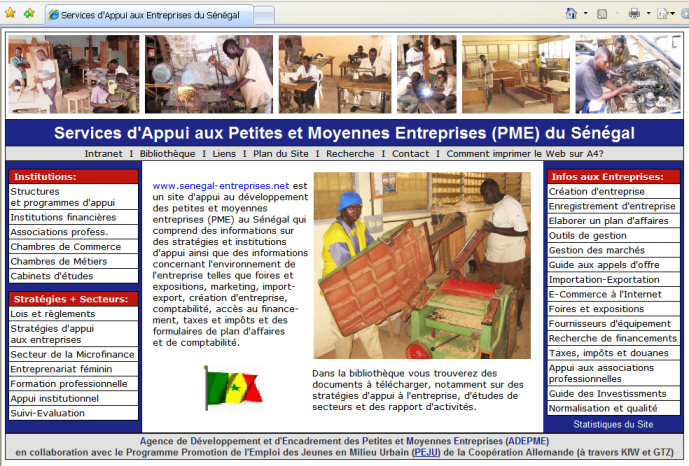 Services d'Appui aux Entreprises du Sénégal
Services d'Appui aux Petites et Moyennes Entreprises (PME) du Sénégal
Intranet I Bibliothèque I Liens I Plan du Site I Recherche I Contact I Comment imprimer le Web sur A4?
Institutions:
Structures
et programmes d'appui
Institutions financières
Associations profess.
Chambres de Commerce
Chambres de Métiers
Cabinets d'études
Stratégies + Secteurs:
Lois et règlements
Stratégies d'appui
aux entreprises
Secteur de la Microfinance
Entreprenariat féminin
Formation professionnelle
Appui institutionnel
Suivi-Evaluation
www.senegal-entreprises.net est
un site d'appui au développement
des petites et moyennes
entreprises (PME) au Sénégal qui
comprend des informations sur
des stratégies et institutions
d'appui ainsi que des informations
concernant l'environnement de
l'entreprise telles que foires et
expositions, marketing, import-
export, création d'entreprise,
comptabilité, accès au finance-
ment, taxes et impôts et des
formulaires de plan d'affaires
et de comptabilité.
Dans la bibliothèque vous trouverez des
documents à télécharger, notamment sur des
stratégies d'appui à l'entreprise, d'études de
secteurs et des rapport d'activités.
Infos aux Entreprises:
Création d'entreprise
Enregistrement d'entreprise
Elaborer un plan d'affaires
Outils de gestion
Gestion des marchés
Guide aux appels d'offre
Importation-Exportation
E-Commerce à l'Internet
Foires et expositions
Fournisseurs d'équipement
Recherche de financements
Taxes, impôts et douanes
Appui aux associations
professionnelles
Guide des Investissments
Normalisation et qualité
Statistiques du Site
Agence de Développement et d'Encadrement des Petites et Moyennes Entreprises (ADEPME)
en collaboration avec le Programme Promotion de l'Emploi des Jeunes en Milieu Urbain (PEJU) de la Coopération Allemande (à travers KfW et GTZ)